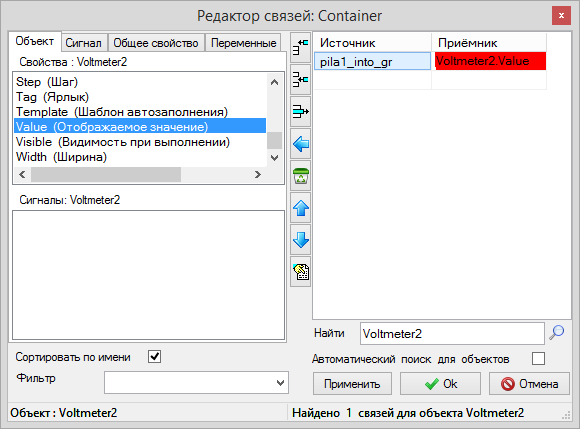 Редактор связей: Container
Объект
Сигнал
Общее свойство
Переменные
Свойства : Voltmeter2
Step (Шаг)
Tag (Ярлык)
Template (Шаблон автозаполнения)
Value (Отображаемое значение)
Visible (Видимость при выполнении)
Width (Ширина)
Сигналы: Voltmeter2
Источник
Приёмник
pila1_into_gr
Voltmeter2.Value
Найти
Voltmeter2
Сортировать по имени
Автоматический поиск для объектов
Фильтр
Применить
Ok
Отмена
Объект : Voltmeter2
Найдено 1 связей для объекта Voltmeter2